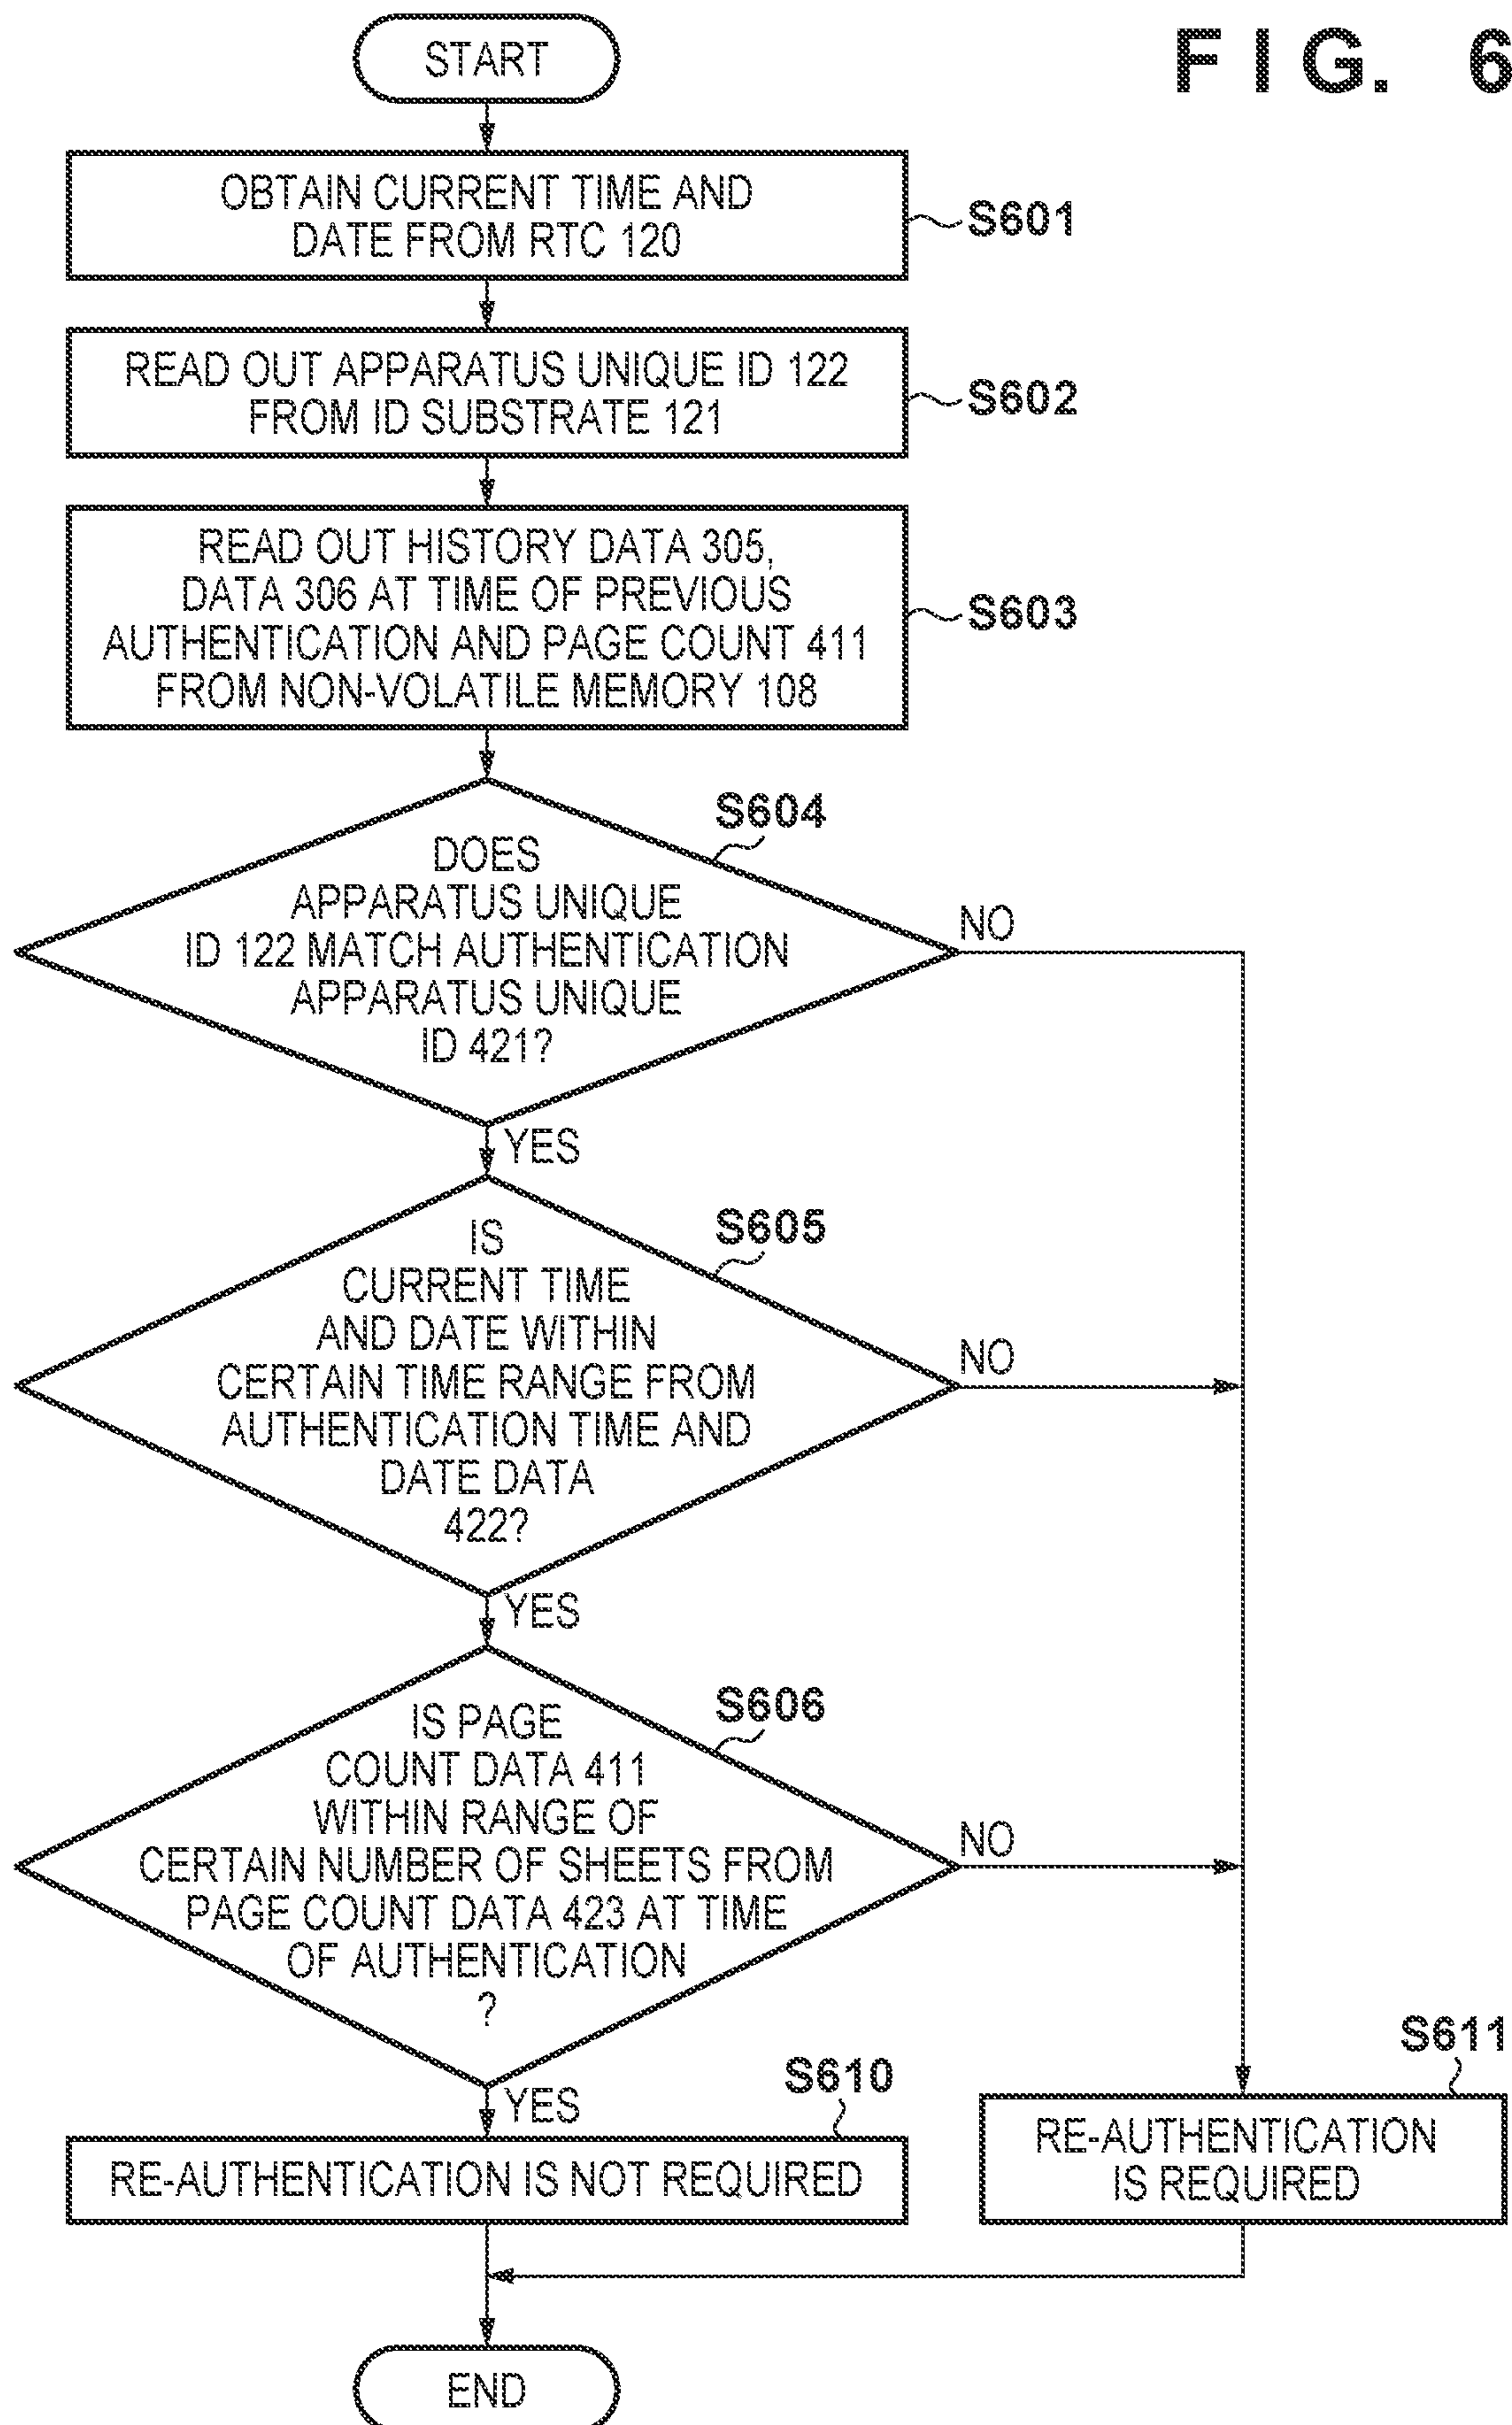 FIG. 6
START
OBTAIN CURRENT TIME AND
DATE FROM RTC 120
S601
READ OUT APPARATUS UNIQUE ID 122
FROM ID SUBSTRATE 121
S602
READ OUT HISTORY DATA 305,
DATA 306 AT TIME OF PREVIOUS
AUTHENTICATION AND PAGE COUNT 411
FROM NON-VOLATILE MEMORY 108
S603
S604
DOES
APPARATUS UNIQUE
ID 122 MATCH AUTHENTICATION
APPARATUS UNIQUE
ID 421?
NO
YES
S605
IS
CURRENT TIME
AND DATE WITHIN
CERTAIN TIME RANGE FROM
AUTHENTICATION TIME AND
DATE DATA
422?
NO
YES
S606
IS PAGE
COUNT DATA 411
WITHIN RANGE OF
CERTAIN NUMBER OF SHEETS FROM
PAGE COUNT DATA 423 AT TIME
OF AUTHENTICATION
?
NO
YES
S610
RE-AUTHENTICATION IS NOT REQUIRED
S611
RE-AUTHENTICATION
IS REQUIRED
END